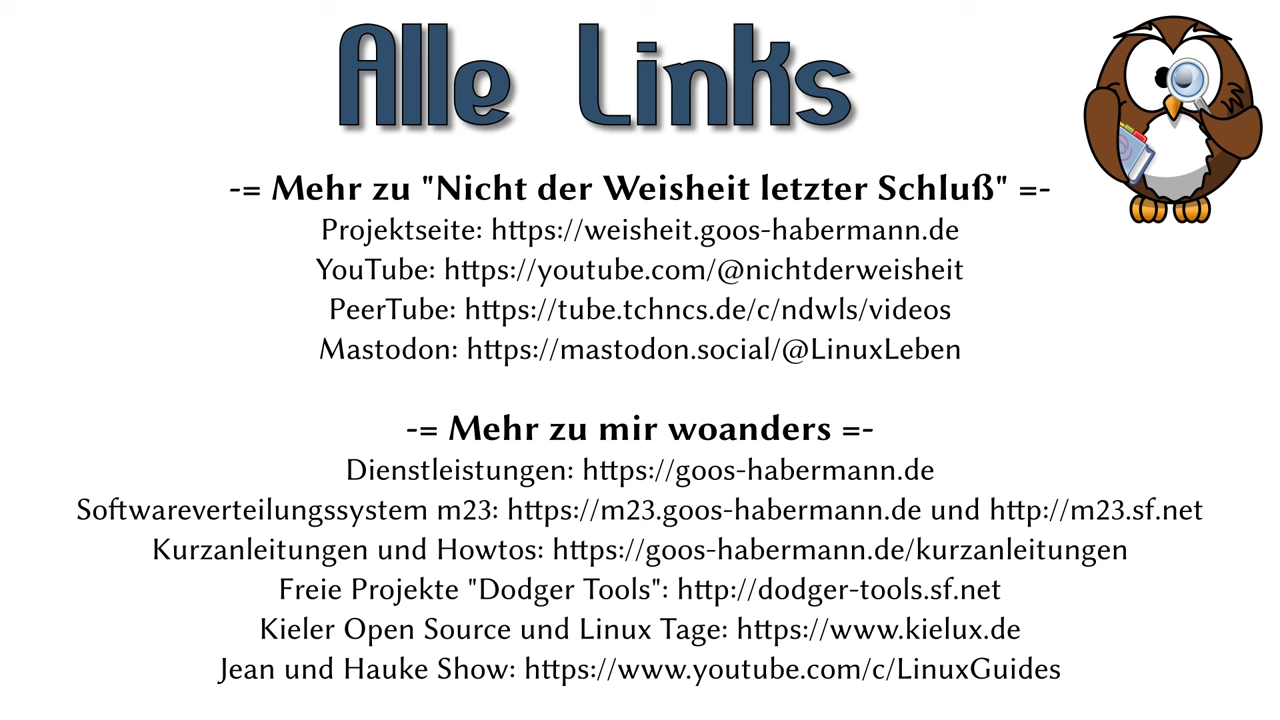 Alle Links
-= Mehr zu "Nicht der Weisheit letzter Schluß" =-
Projektseite: https://weisheit.goos-habermann.de
YouTube: https://youtube.com/@nichtderweisheit
PeerTube: https://tube.tchncs.de/c/ndwls/videos
Mastodon: https://mastodon.social/@LinuxLeben
-= Mehr zu mir woanders =-
Dienstleistungen: https://goos-habermann.de
Softwareverteilungssystem m23: https://m23.goos-habermann.de und http://m23.sf.net
Kurzanleitungen und Howtos: https://goos-habermann.de/kurzanleitungen
Freie Projekte "Dodger Tools": http://dodger-tools.sf.net
Kieler Open Source und Linux Tage: https://www.kielux.de
Jean und Hauke Show: https://www.youtube.com/c/LinuxGuides